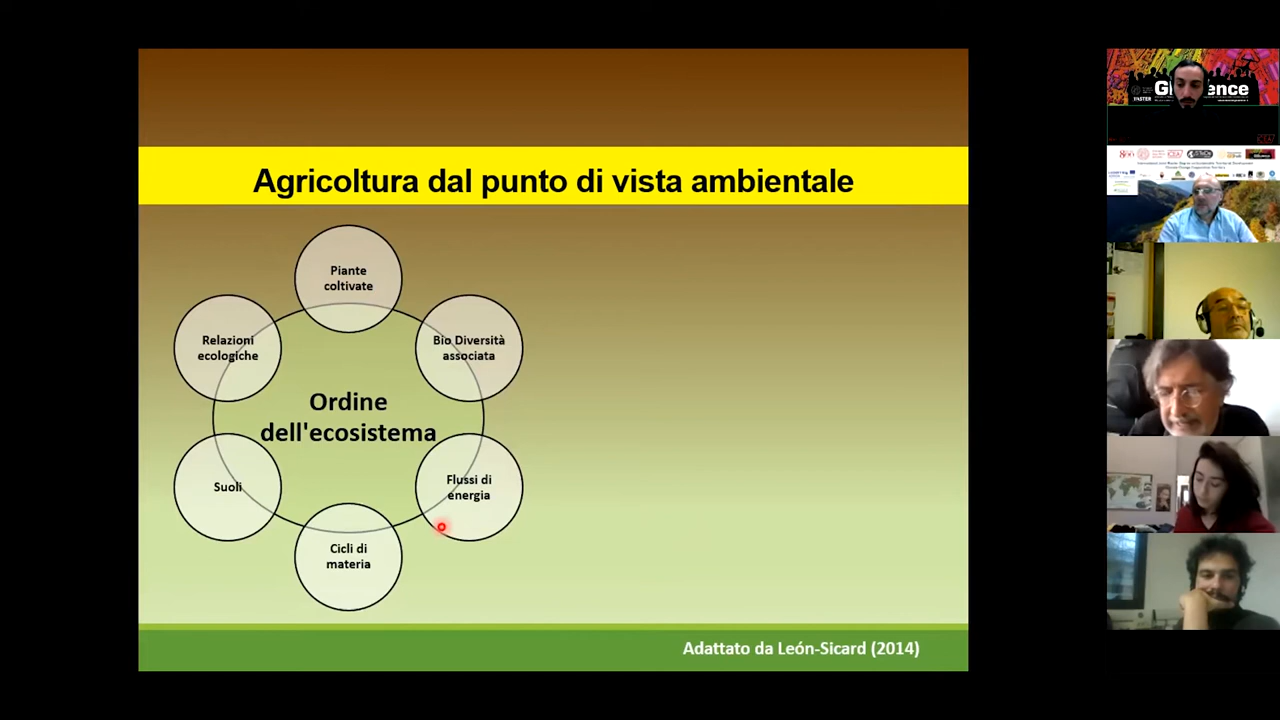 Agricoltura dal punto di vista ambientale
Piante
coltivate
Relazioni
ecologiche
Bio Diversità
associata
Ordine
dell'ecosistema
Suoli
Flussi di
energia
Cicli di
materia
Adattato da León-Sicard (2014)